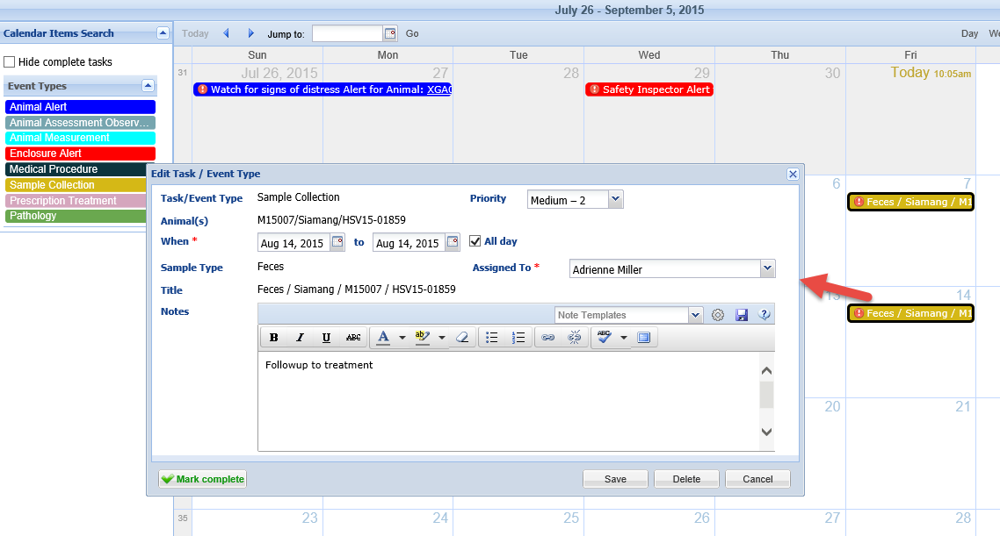 July 26 - September 5, 2015
Calendar Items Search
Today Jump to: Go Day
Hide complete tasks
Event Types
Animal Alert
Animal Assessment Observ...
Animal Measurement
Enclosure Alert
Medical Procedure
Sample Collection
Prescription Treatment
Pathology
Sun Mon Tue Wed Thu Fri
31 Jul 26, 2015 27 28 29 30 Today 10:05am
Watch for signs of distress Alert for Animal: XGAC
Safety Inspector Alert
6 7
Feces / Siamang / M1
13 14
Feces / Siamang / M1
20 21
35 23 24 25 26 27 28
Edit Task / Event Type
Task/Event Type Sample Collection Priority Medium – 2
Animal(s) M15007/Siamang/HSV15-01859
When * Aug 14, 2015 to Aug 14, 2015 All day
Sample Type Feces Assigned To * Adrienne Miller
Title Feces / Siamang / M15007 / HSV15-01859
Notes Note Templates
B I U ABC A ab ABC
Followup to treatment
Mark complete Save Delete Cancel